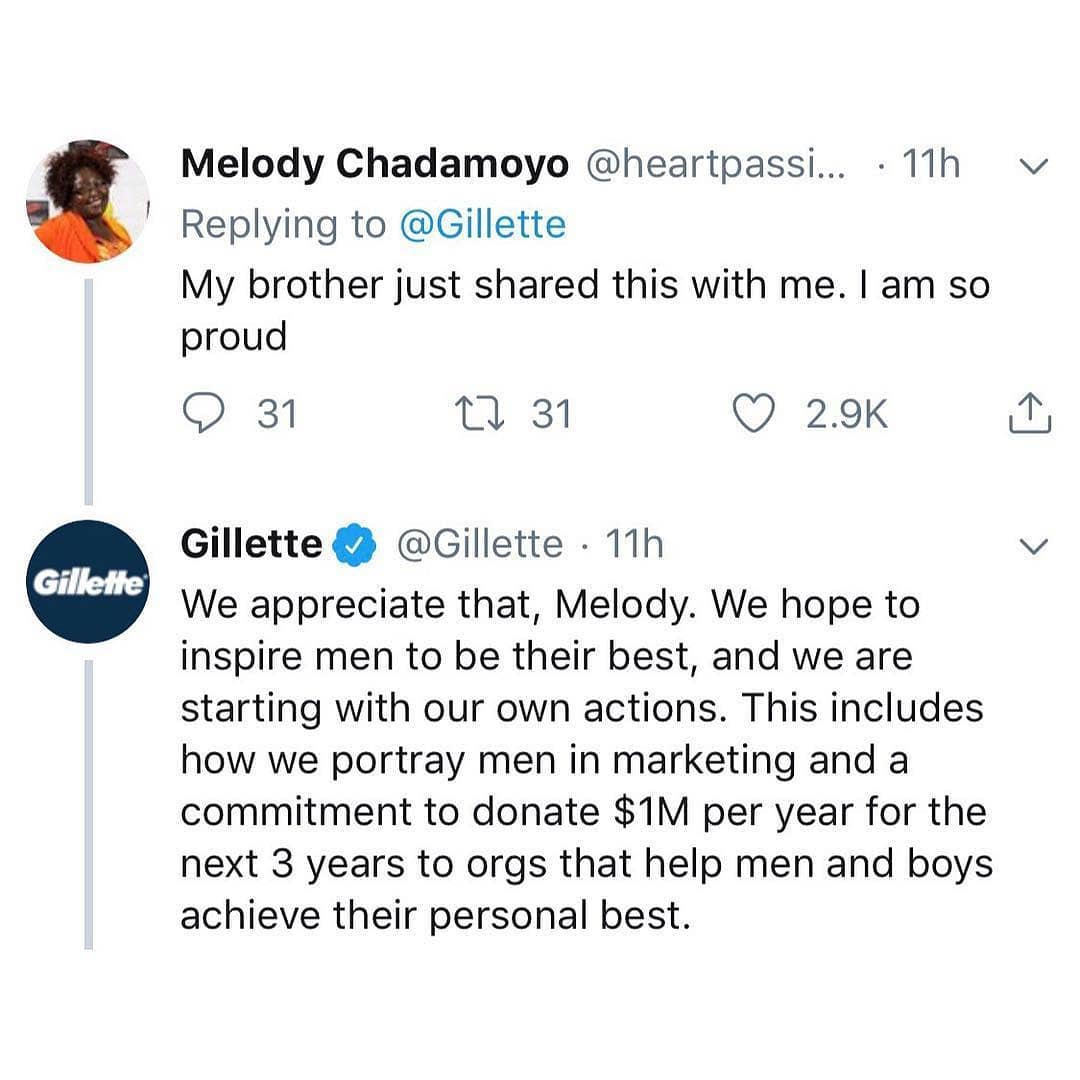 Melody Chadamoyo @heartpassi... · 11h
Replying to @Gillette
My brother just shared this with me. I am so
proud
31 31 2.9K
Gillette @Gillette · 11h
Gillette
We appreciate that, Melody. We hope to
inspire men to be their best, and we are
starting with our own actions. This includes
how we portray men in marketing and a
commitment to donate $1M per year for the
next 3 years to orgs that help men and boys
achieve their personal best.